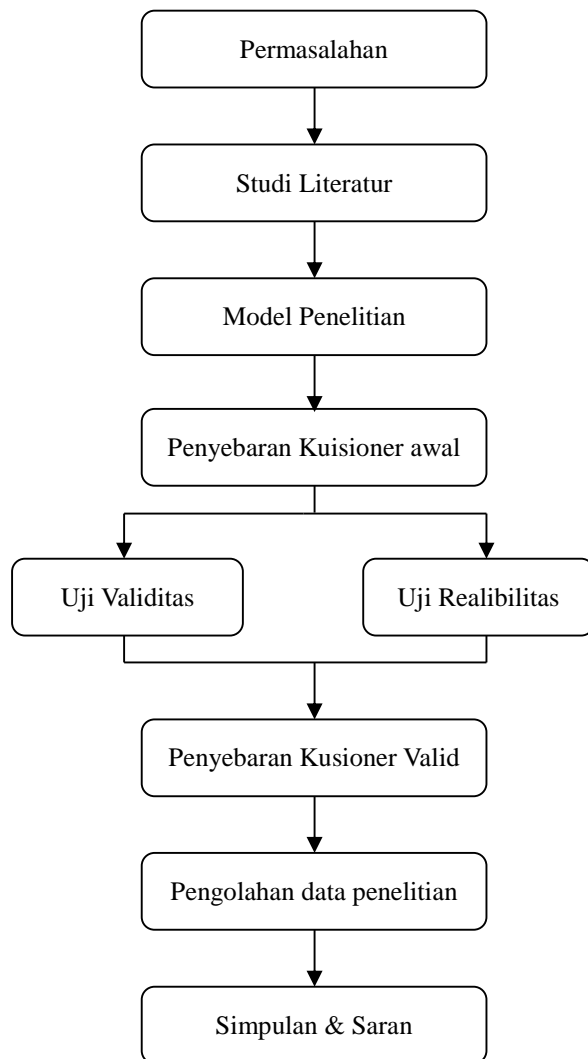 Permasalahan
Studi Literatur
Model Penelitian
Penyebaran Kuisioner awal
Uji Validitas
Uji Realibilitas
Penyebaran Kusioner Valid
Pengolahan data penelitian
Simpulan & Saran